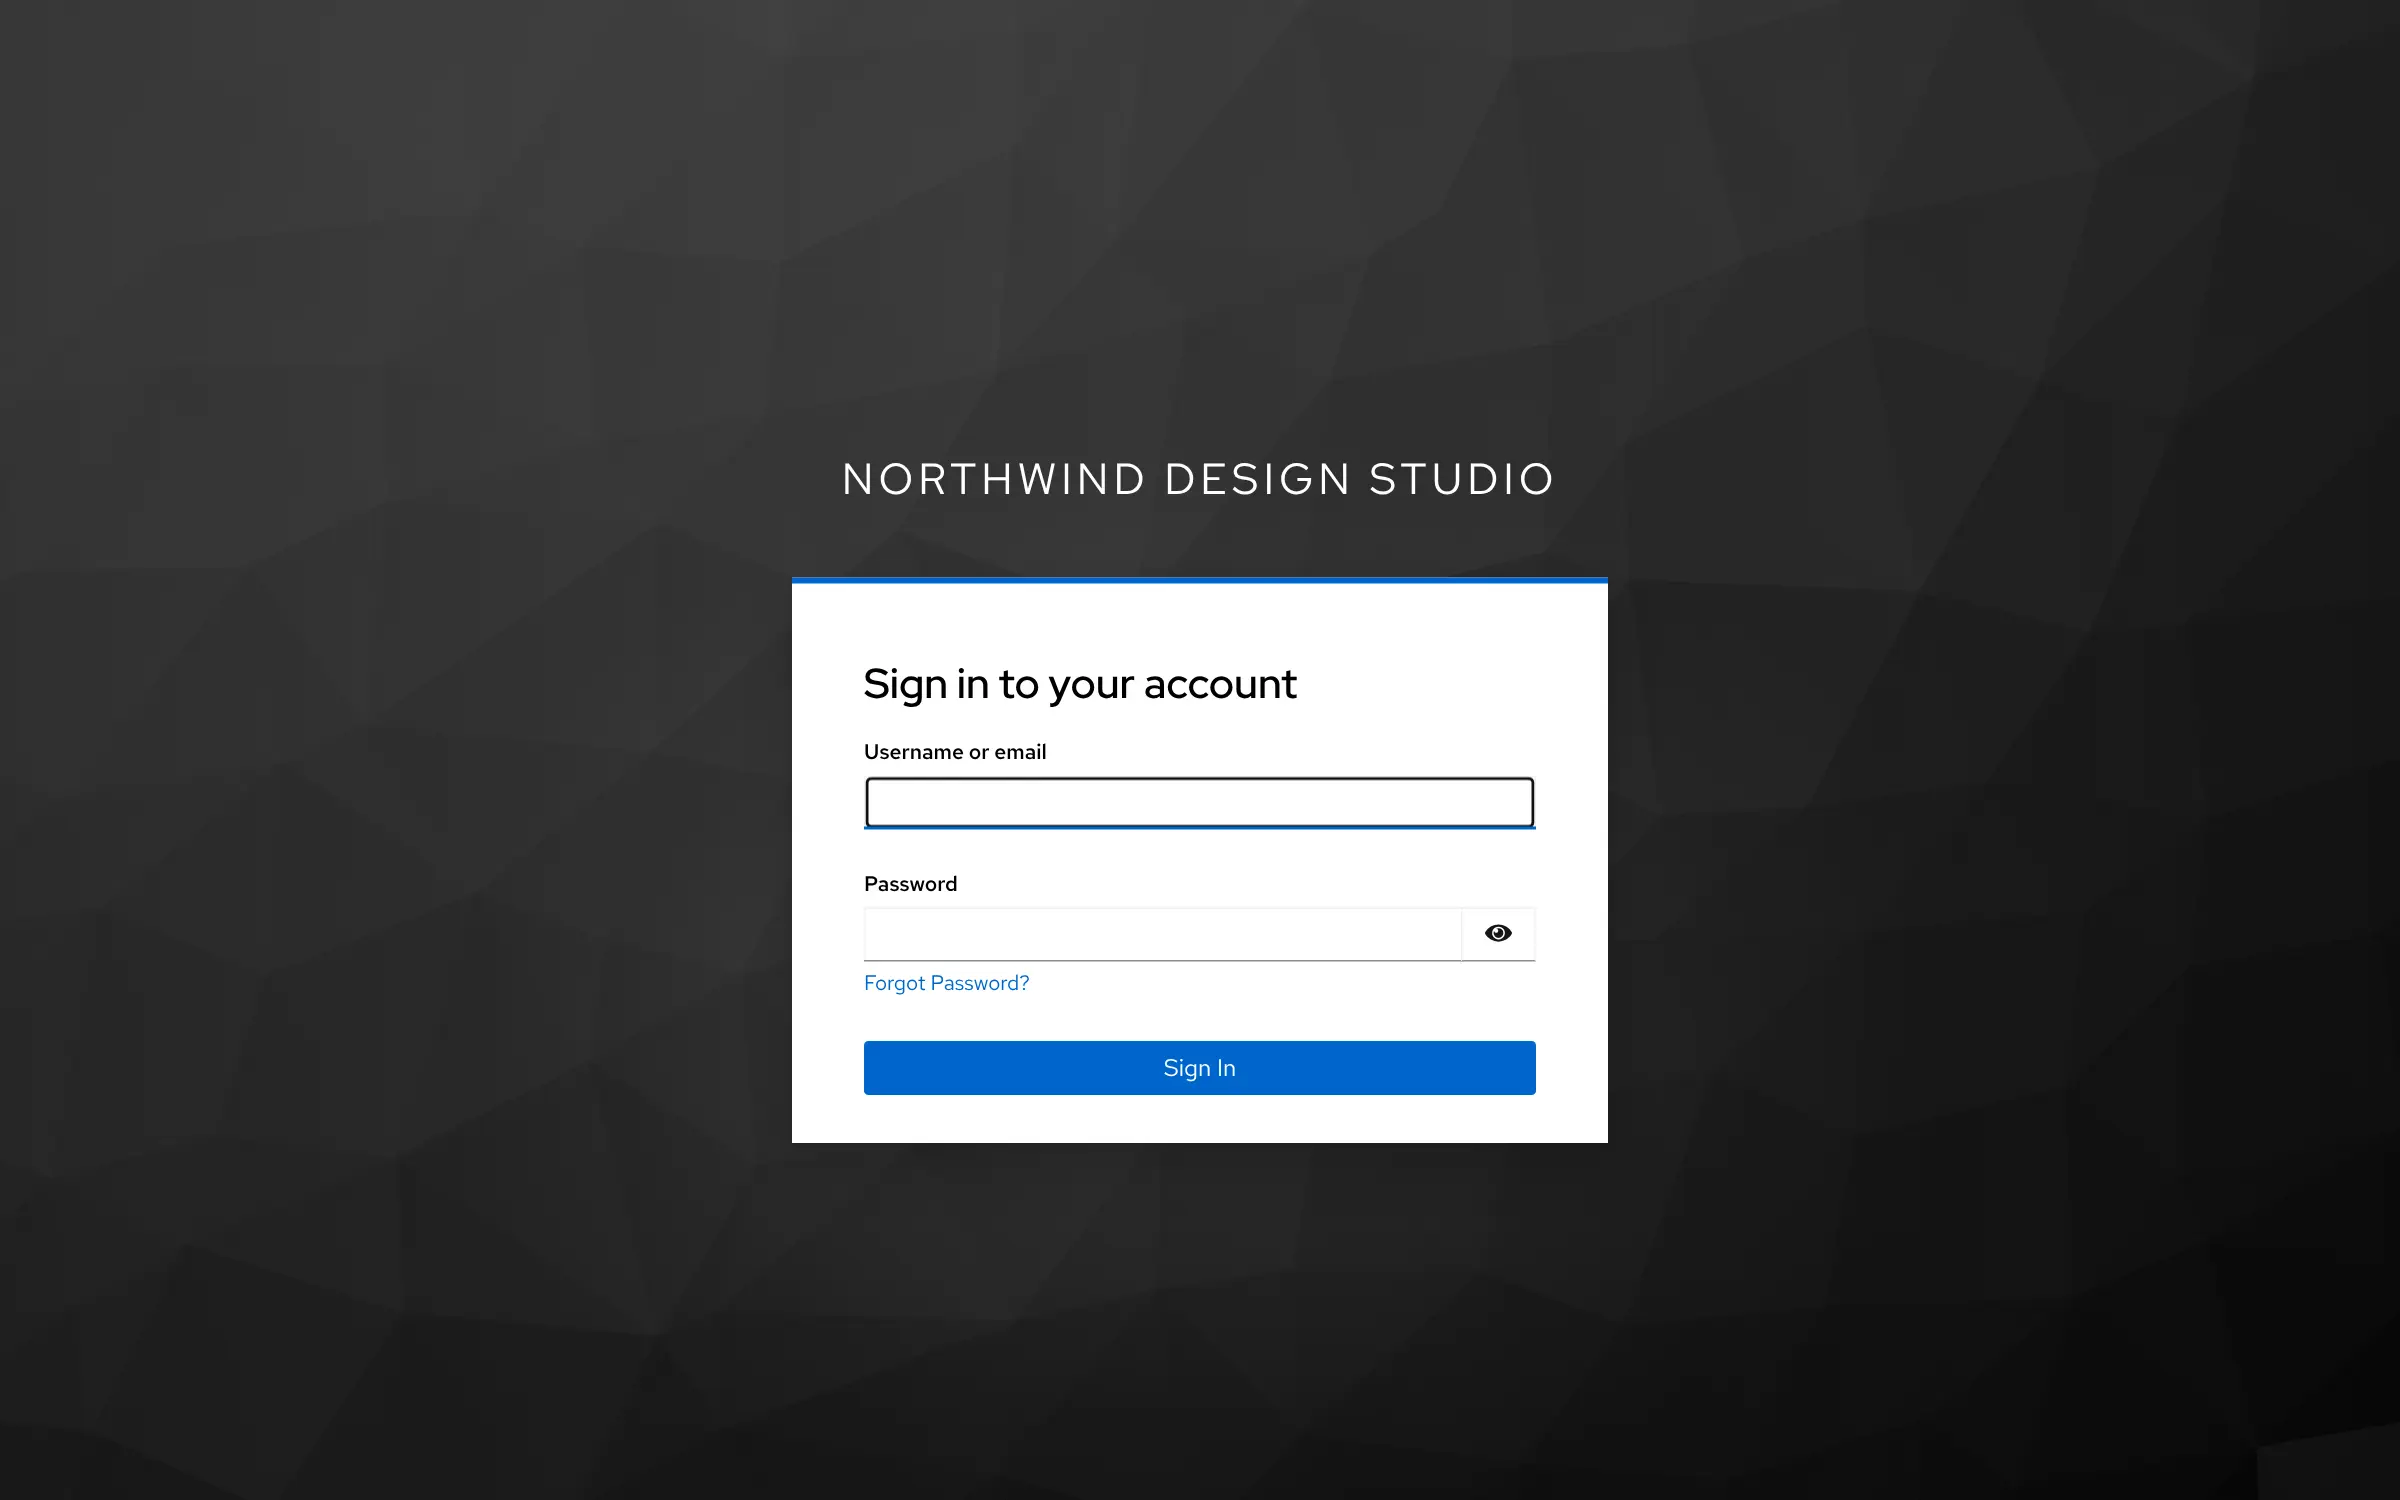 NORTHWIND DESIGN STUDIO
Sign in to your account
Username or email
Password
Forgot Password?
Sign In